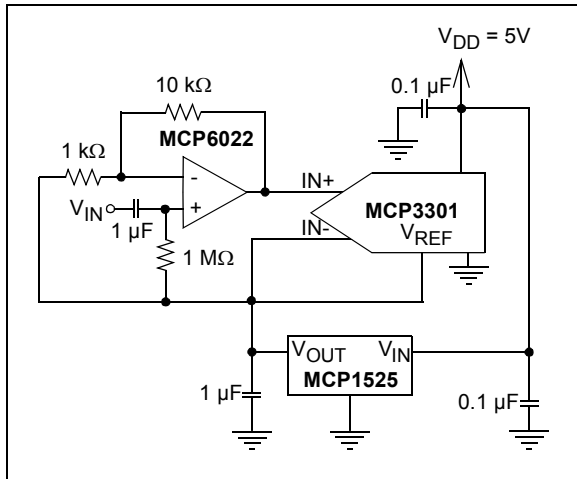 V_DD = 5V
0.1 µF
10 kΩ
MCP6022
1 kΩ
-
+
V_IN
1 µF
1 MΩ
IN+
IN-
MCP3301
V_REF
V_OUT
V_IN
MCP1525
1 µF
0.1 µF